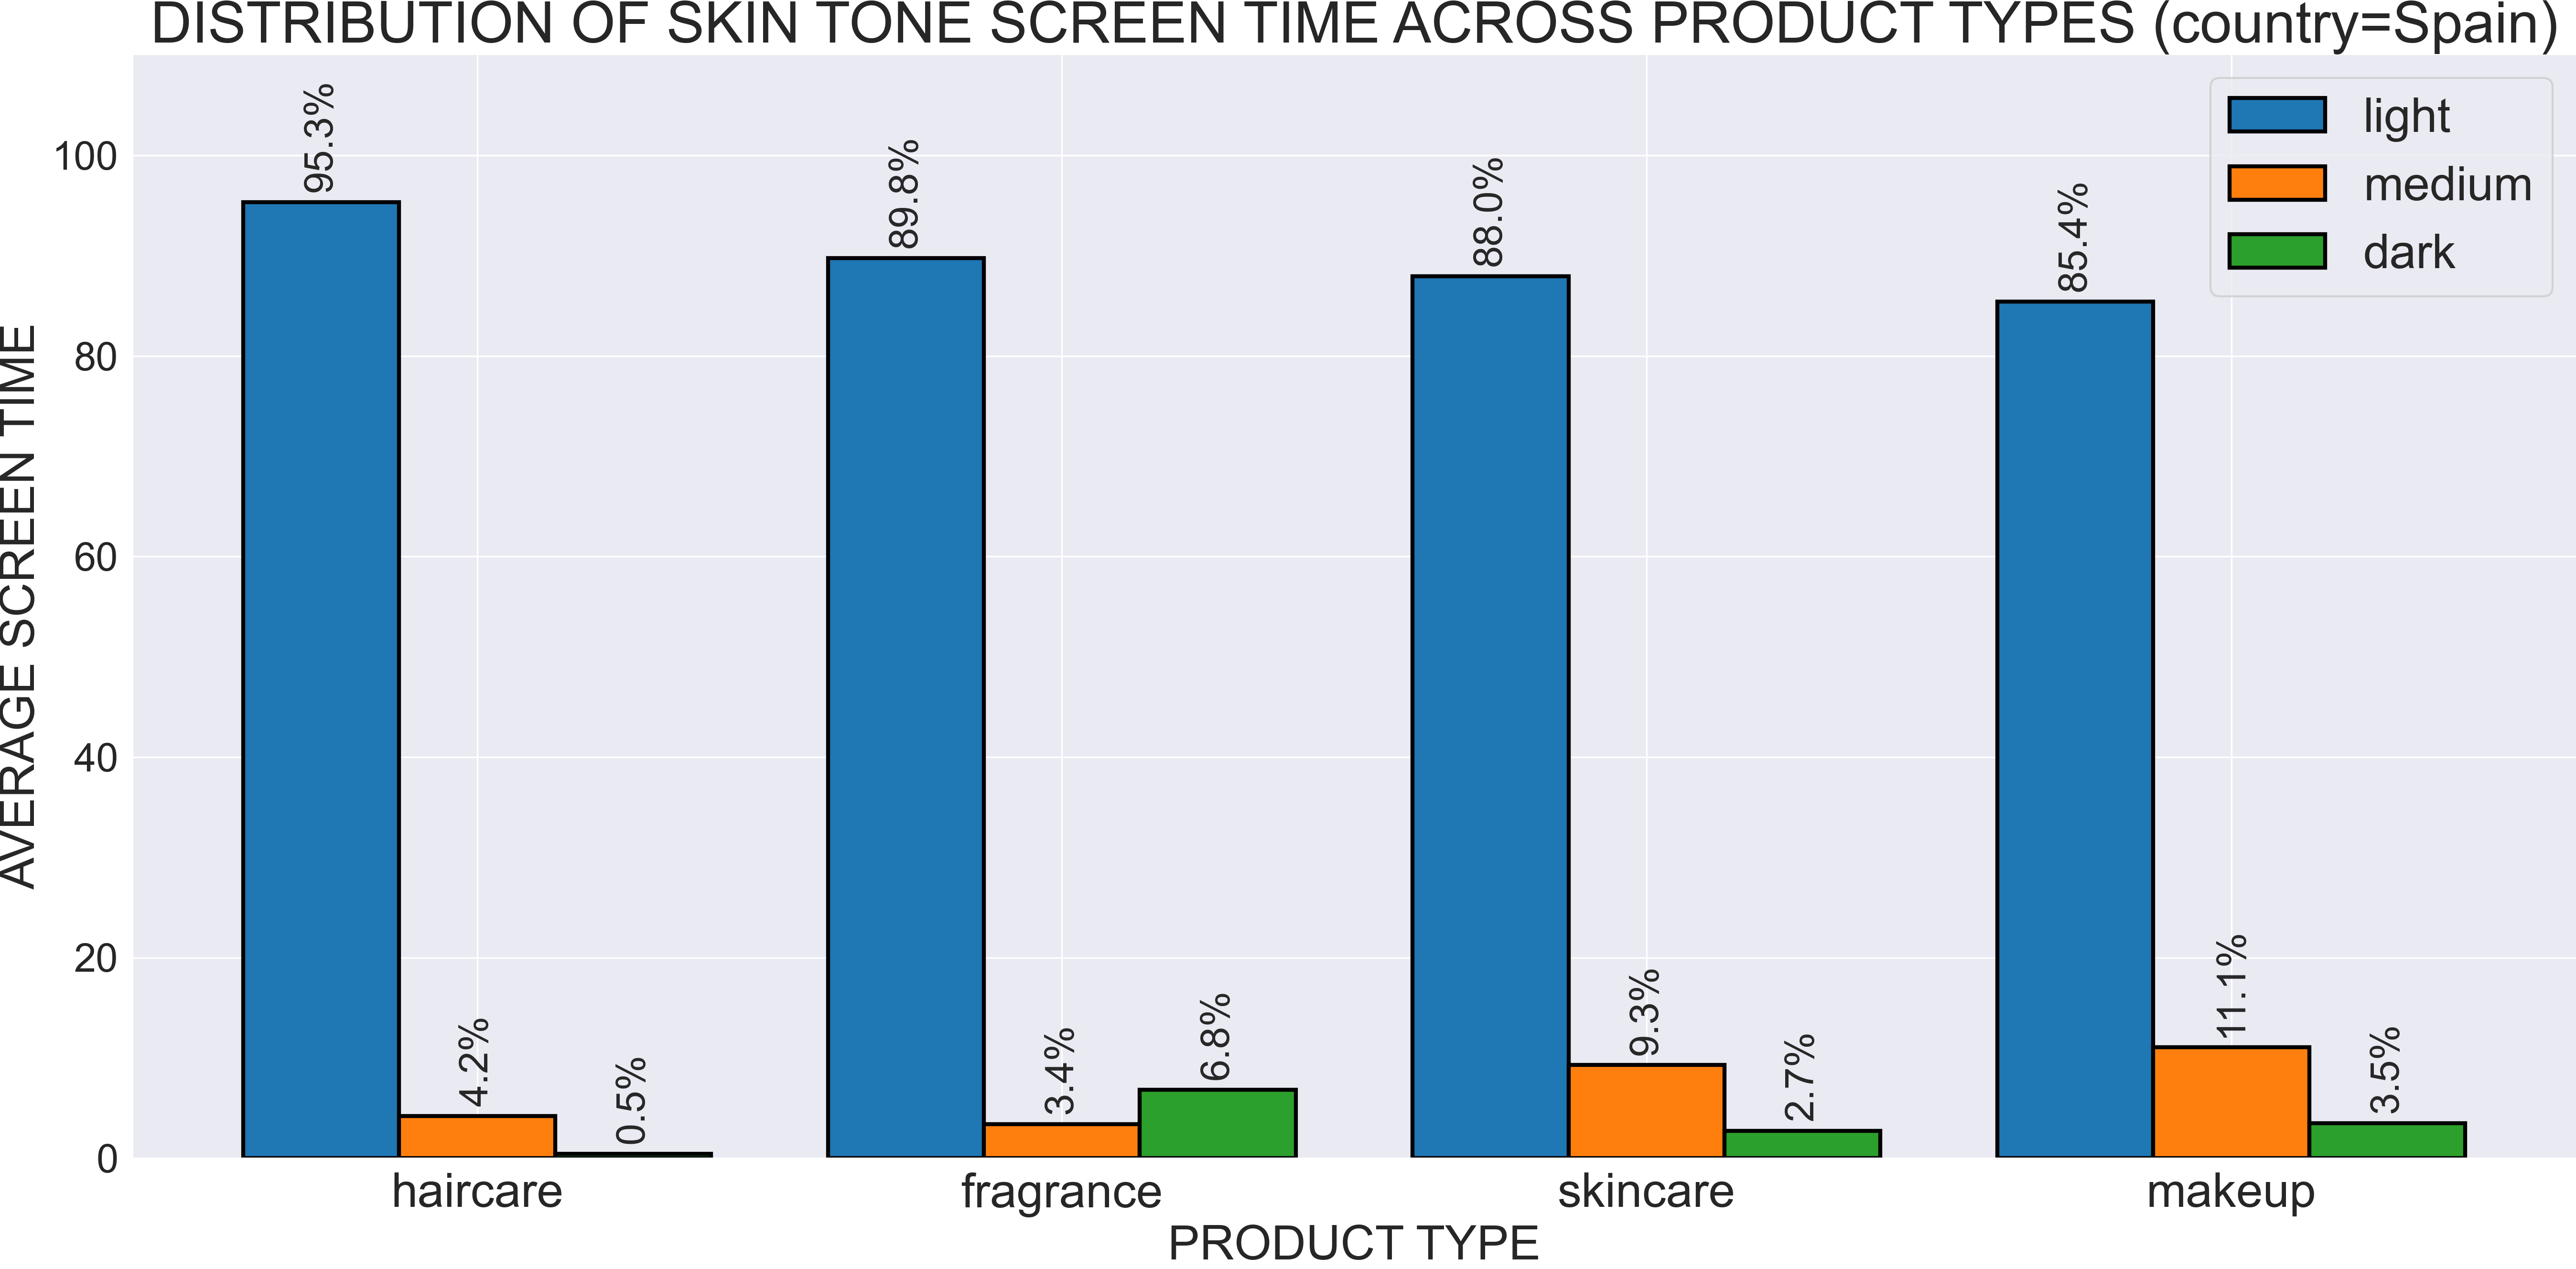 DISTRIBUTION OF SKIN TONE SCREEN TIME ACROSS PRODUCT TYPES (country=Spain)
light
medium
dark
AVERAGE SCREEN TIME
100
80
60
40
20
0
95.3%
4.2%
0.5%
89.8%
3.4%
6.8%
88.0%
9.3%
2.7%
85.4%
11.1%
3.5%
haircare
fragrance
skincare
makeup
PRODUCT TYPE